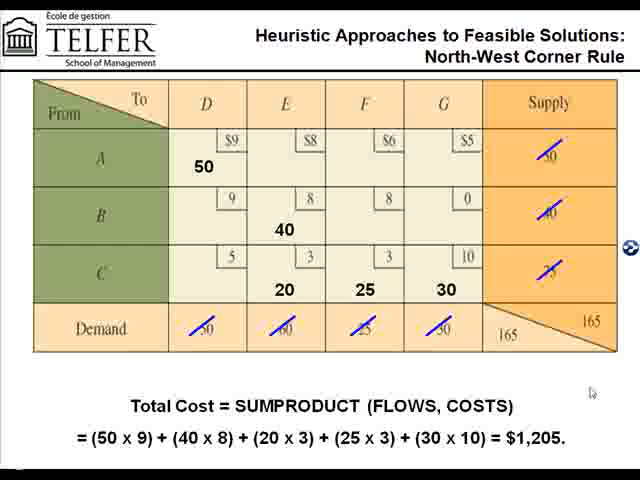 École de gestion
TELFER
School of Management
Heuristic Approaches to Feasible Solutions:
North-West Corner Rule
To
From
D E F G Supply
A $9 $8 $6 $5
50
B 9 8 8 0
40
C 5 3 3 10
20 25 30
Demand 50 60 25 30 165 165
Total Cost = SUMPRODUCT (FLOWS, COSTS)
= (50 x 9) + (40 x 8) + (20 x 3) + (25 x 3) + (30 x 10) = $1,205.